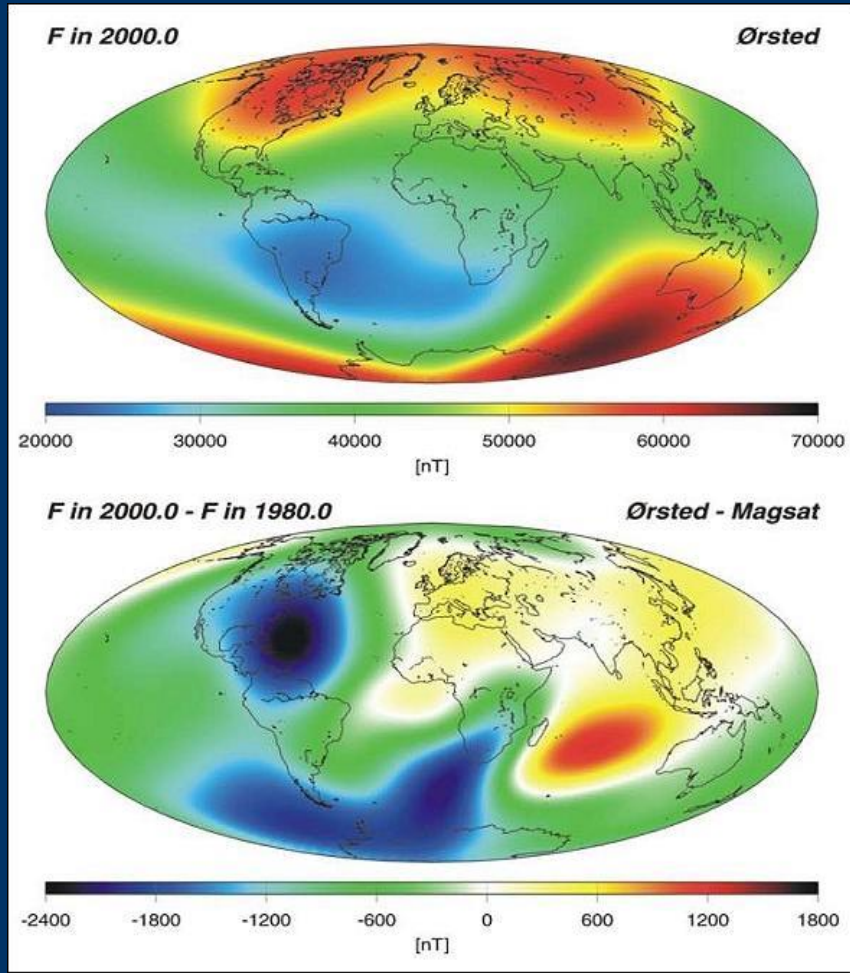 F in 2000.0 Ørsted
20000 30000 40000 50000 60000 70000
[nT]
F in 2000.0 - F in 1980.0 Ørsted - Magsat
-2400 -1800 -1200 -600 0 600 1200 1800
[nT]